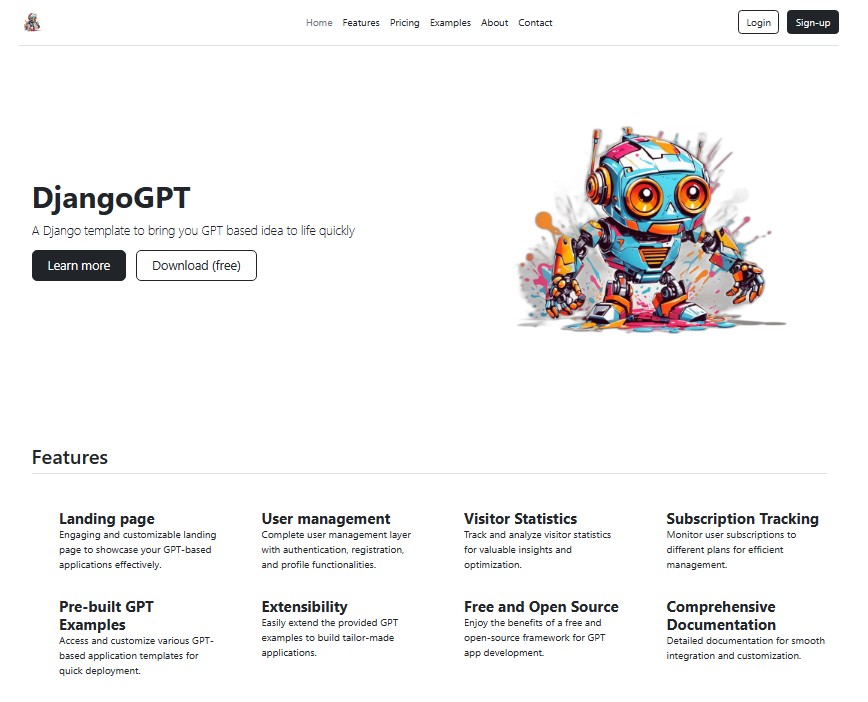 Home Features Pricing Examples About Contact Login Sign-up
DjangoGPT
A Django template to bring you GPT based idea to life quickly
Learn more Download (free)
Features
Landing page
Engaging and customizable landing
page to showcase your GPT-based
applications effectively.
User management
Complete user management layer
with authentication, registration,
and profile functionalities.
Visitor Statistics
Track and analyze visitor statistics
for valuable insights and
optimization.
Subscription Tracking
Monitor user subscriptions to
different plans for efficient
management.
Pre-built GPT
Examples
Access and customize various GPT-
based application templates for
quick deployment.
Extensibility
Easily extend the provided GPT
examples to build tailor-made
applications.
Free and Open Source
Enjoy the benefits of a free and
open-source framework for GPT
app development.
Comprehensive
Documentation
Detailed documentation for smooth
integration and customization.